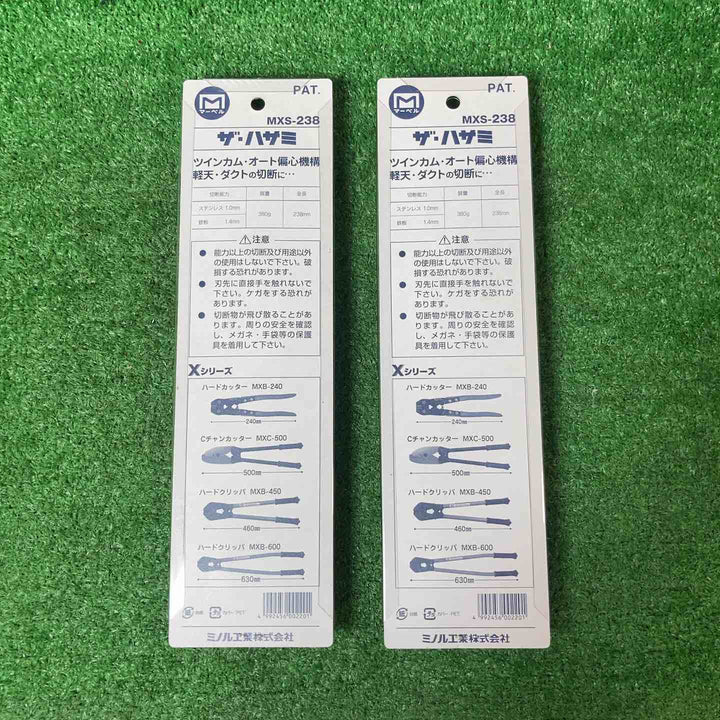 M
マーベル
PAT.
MXS-238
ザ・ハサミ
ツインカム・オート偏心機構
軽天・ダクトの切断に…
切断能力 質量 全長
ステンレス 1.0mm
鉄板 1.4mm
380g 238mm
⚠注意
● 能力以上の切断及び用途以外
の使用はしないで下さい。破
損する恐れがあります。
● 刃先に直接手を触れないで
下さい。ケガをする恐れが
あります。
● 切断物が飛び散ることがあ
ります。周りの安全を確認
し、メガネ・手袋等の保護
具を着用して下さい。
Xシリーズ
ハードカッター MXB-240
240mm
Cチャンカッター MXC-500
500mm
ハードクリッパ MXB-450
460mm
ハードクリッパ MXB-600
630mm
紙 台紙 プラ カバー:PET
4992456002201
ミノル工業株式会社
M
マーベル
PAT.
MXS-238
ザ・ハサミ
ツインカム・オート偏心機構
軽天・ダクトの切断に…
切断能力 質量 全長
ステンレス 1.0mm
鉄板 1.4mm
380g 238mm
⚠注意
● 能力以上の切断及び用途以外
の使用はしないで下さい。破
損する恐れがあります。
● 刃先に直接手を触れないで
下さい。ケガをする恐れが
あります。
● 切断物が飛び散ることがあ
ります。周りの安全を確認
し、メガネ・手袋等の保護
具を着用して下さい。
Xシリーズ
ハードカッター MXB-240
240mm
Cチャンカッター MXC-500
500mm
ハードクリッパ MXB-450
460mm
ハードクリッパ MXB-600
630mm
紙 台紙 プラ カバー:PET
4992456002201
ミノル工業株式会社